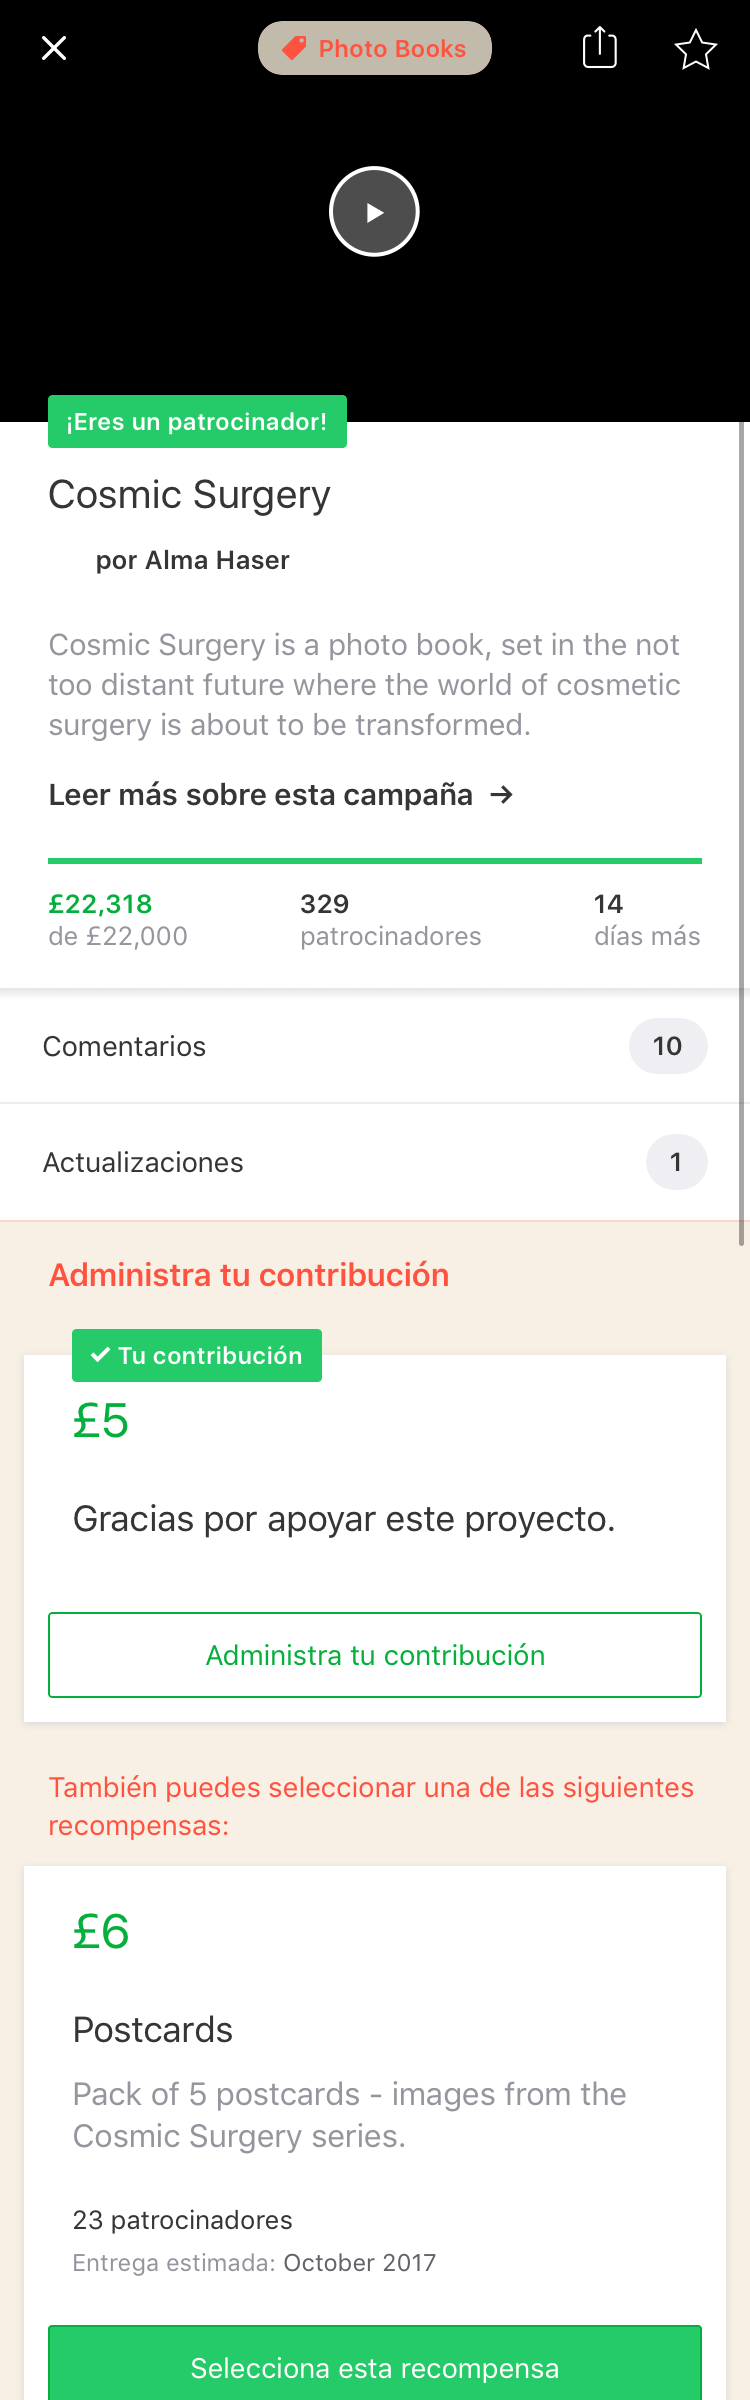 Photo Books
¡Eres un patrocinador!
Cosmic Surgery
por Alma Haser
Cosmic Surgery is a photo book, set in the not
too distant future where the world of cosmetic
surgery is about to be transformed.
Leer más sobre esta campaña →
£22,318
de £22,000
329
patrocinadores
14
días más
Comentarios
10
Actualizaciones
1
Administra tu contribución
Tu contribución
£5
Gracias por apoyar este proyecto.
Administra tu contribución
También puedes seleccionar una de las siguientes
recompensas:
£6
Postcards
Pack of 5 postcards - images from the
Cosmic Surgery series.
23 patrocinadores
Entrega estimada: October 2017
Selecciona esta recompensa